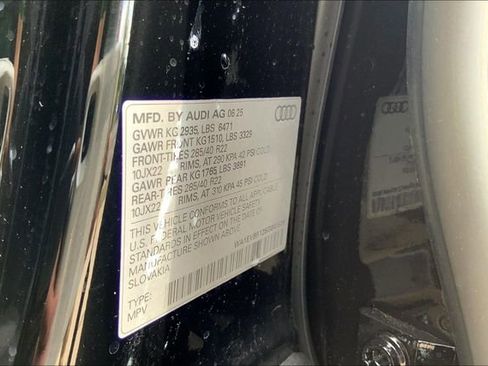 MFD. BY AUDI AG 06 25
GVWR KG2935, LBS 6471
GAWR FRONT KG1510, LBS 3329
FRONT-TIRES 285/40 R22
10JX22 RIMS, AT 290 KPA 42 PSI COLD
GAWR REAR KG1765 LBS 3891
REAR-TIRES 285/40 R22
10JX22 RIMS, AT 310 KPA 45 PSI COLD
THIS VEHICLE CONFORMS TO ALL APPLICABLE
U.S. FEDERAL MOTOR VEHICLE SAFETY
STANDARDS IN EFFECT ON THE DATE OF
MANUFACTURE SHOWN ABOVE.
SLOVAKIA
TYPE:
MPV